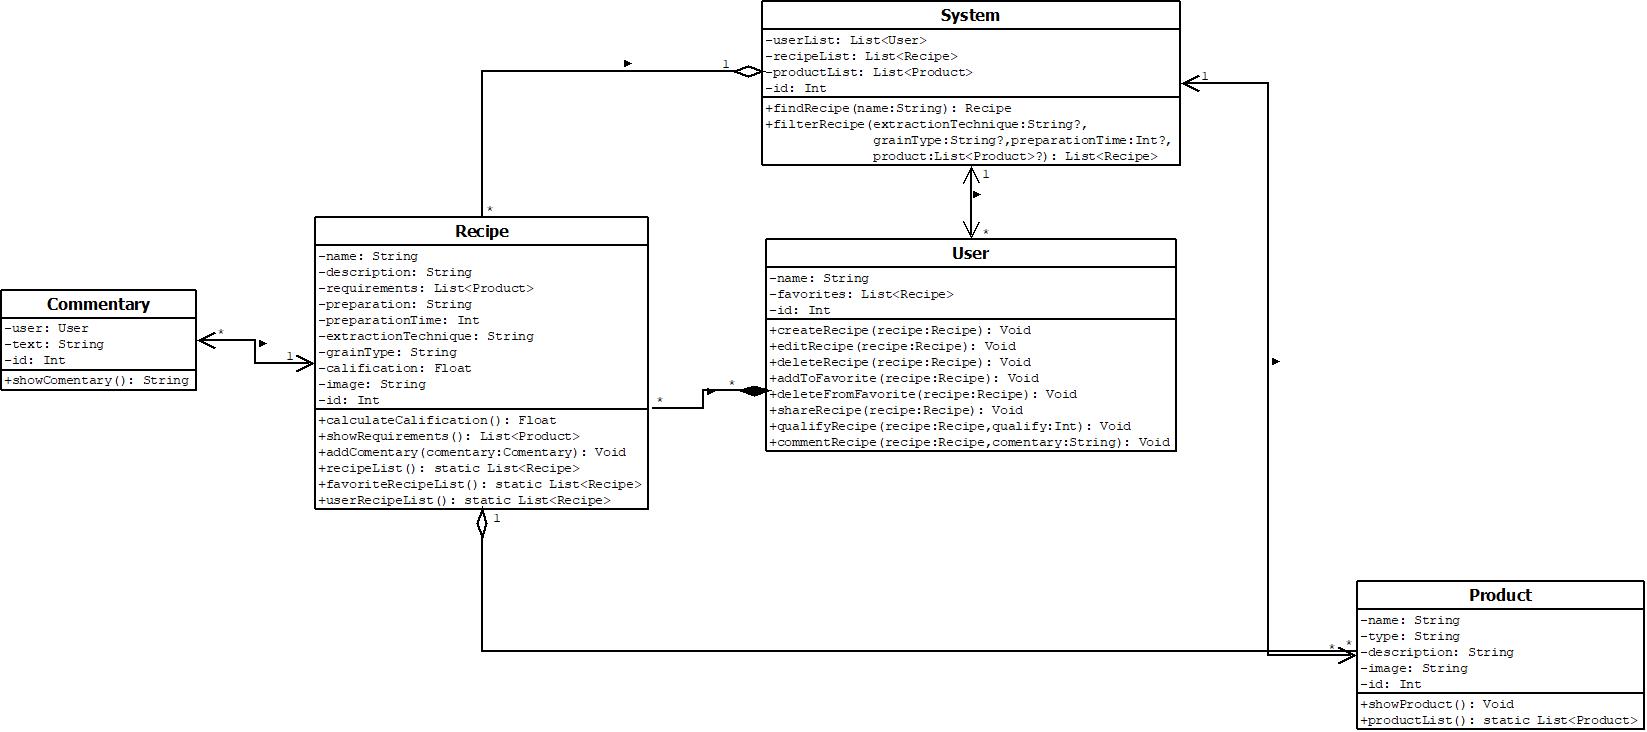 System
-userList: List<User>
-recipeList: List<Recipe>
-productList: List<Product>
-id: Int
+findRecipe(name:String): Recipe
+filterRecipe(extractionTechnique:String?,
grainType:String?,preparationTime:Int?,
product:List<Product>?): List<Recipe>
1
1
1
*
*
Recipe
-name: String
-description: String
-requirements: List<Product>
-preparation: String
-preparationTime: Int
-extractionTechnique: String
-grainType: String
-calification: Float
-image: String
-id: Int
+calculateCalification(): Float
+showRequirements(): List<Product>
+addComentary(comentary:Comentary): Void
+recipeList(): static List<Recipe>
+favoriteRecipeList(): static List<Recipe>
+userRecipeList(): static List<Recipe>
User
-name: String
-favorites: List<Recipe>
-id: Int
+createRecipe(recipe:Recipe): Void
+editRecipe(recipe:Recipe): Void
+deleteRecipe(recipe:Recipe): Void
+addToFavorite(recipe:Recipe): Void
+deleteFromFavorite(recipe:Recipe): Void
+shareRecipe(recipe:Recipe): Void
+qualifyRecipe(recipe:Recipe,qualify:Int): Void
+commentRecipe(recipe:Recipe,comentary:String): Void
Commentary
-user: User
-text: String
-id: Int
+showComentary(): String
*
1
*
*
1
*
*
Product
-name: String
-type: String
-description: String
-image: String
-id: Int
+showProduct(): Void
+productList(): static List<Product>